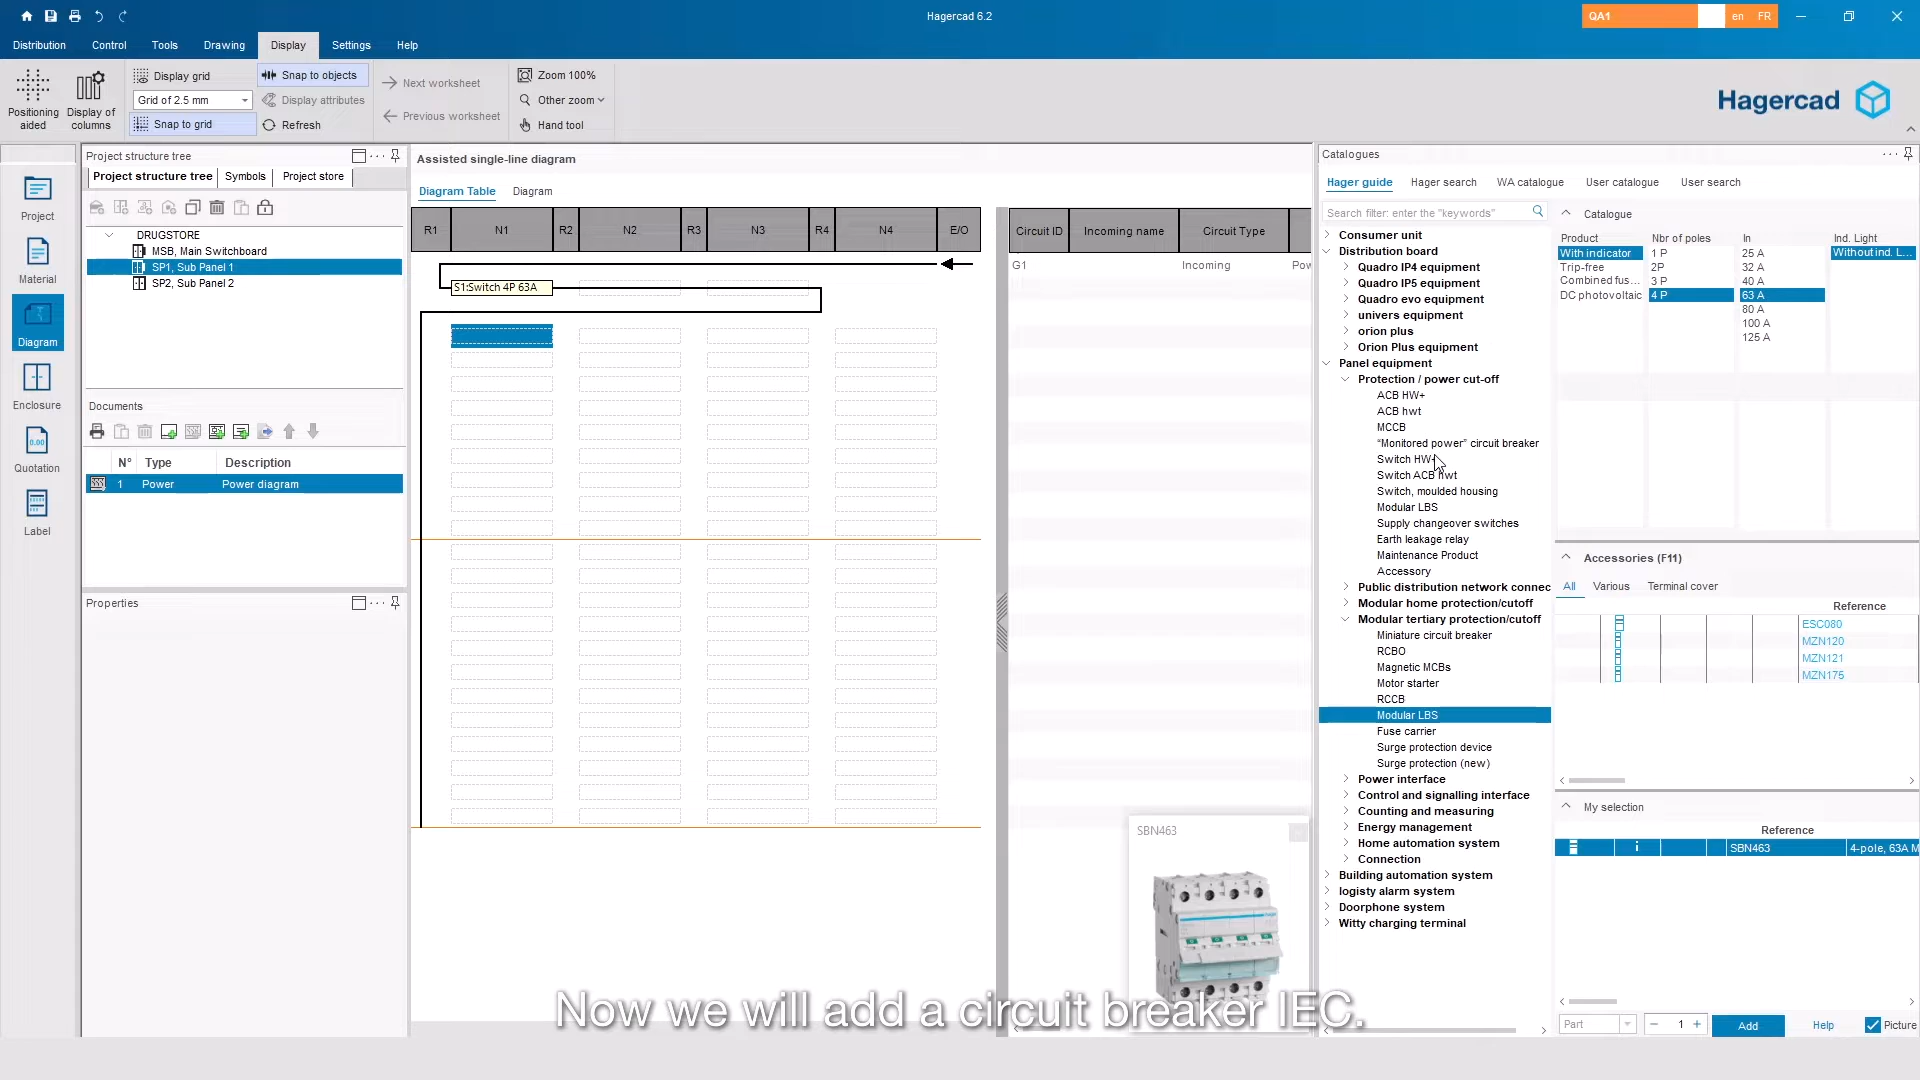 Hagercad 6.2
QA1
en
FR
Distribution
Control
Tools
Drawing
Display
Settings
Help
Positioning aided
Display of columns
Display grid
Grid of 2.5 mm
Snap to grid
Snap to objects
Display attributes
Refresh
Next worksheet
Previous worksheet
Zoom 100%
Other zoom
Hand tool
Hagercad
Project
Material
Diagram
Enclosure
0.00
Quotation
Label
Project structure tree
Project structure tree
Symbols
Project store
DRUGSTORE
MSB, Main Switchboard
SP1, Sub Panel 1
SP2, Sub Panel 2
Documents
N° Type Description
1 Power Power diagram
Properties
Assisted single-line diagram
Diagram Table
Diagram
R1 N1 R2 N2 R3 N3 R4 N4 E/O
S1:Switch 4P 63A
Circuit ID Incoming name Circuit Type
G1 Incoming Pow
SBN463
Catalogues
Hager guide
Hager search
WA catalogue
User catalogue
User search
Search filter: enter the "keywords"
Consumer unit
Distribution board
Quadro IP4 equipment
Quadro IP5 equipment
Quadro evo equipment
univers equipment
orion plus
Orion Plus equipment
Panel equipment
Protection / power cut-off
ACB HW+
ACB hwt
MCCB
“Monitored power” circuit breaker
Switch HW+
Switch ACB hwt
Switch, moulded housing
Modular LBS
Supply changeover switches
Earth leakage relay
Maintenance Product
Accessory
Public distribution network connec
Modular home protection/cutoff
Modular tertiary protection/cutoff
Miniature circuit breaker
RCBO
Magnetic MCBs
Motor starter
RCCB
Modular LBS
Fuse carrier
Surge protection device
Surge protection (new)
Power interface
Control and signalling interface
Counting and measuring
Energy management
Home automation system
Connection
Building automation system
logisty alarm system
Doorphone system
Witty charging terminal
Catalogue
Product
With indicator
Trip-free
Combined fus...
DC photovoltaic
Nbr of poles
1 P
2P
3 P
4 P
In
25 A
32 A
40 A
63 A
80 A
100 A
125 A
Ind. Light
Without ind. L...
Accessories (F11)
All
Various
Terminal cover
Reference
ESC080
MZN120
MZN121
MZN175
My selection
Reference
SBN463 4-pole, 63A M
Part
1
Add
Help
Picture
Now we will add a circuit breaker IEC.